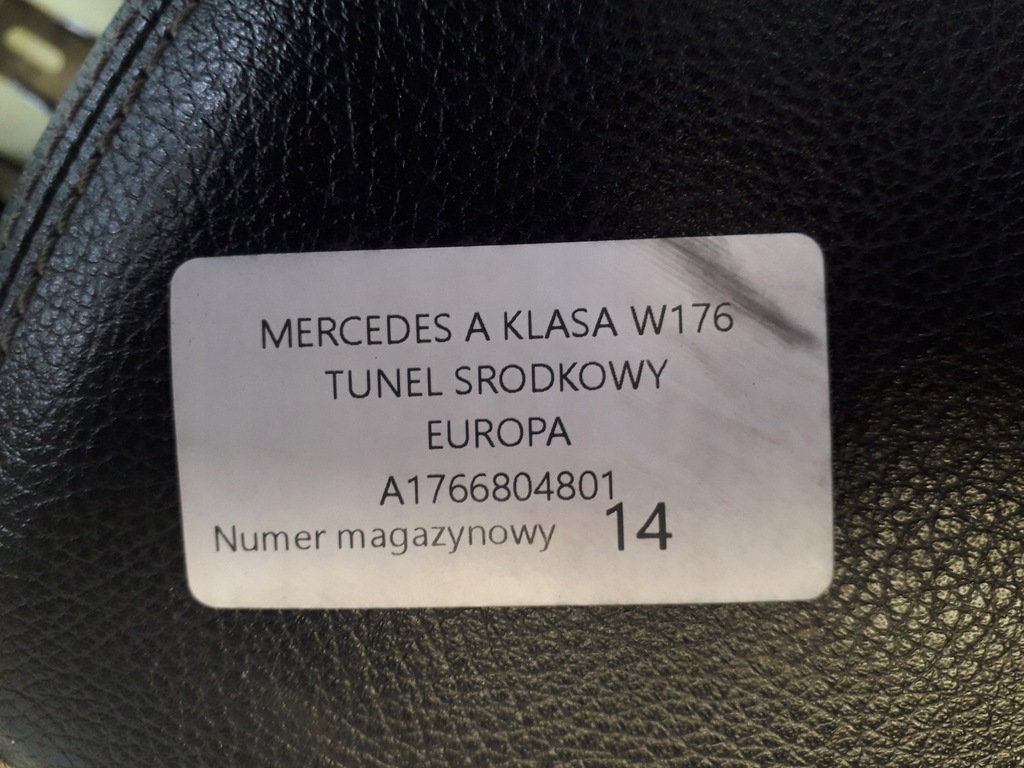 MERCEDES A KLASA W176
TUNEL SRODKOWY
EUROPA
A1766804801
Numer magazynowy 14